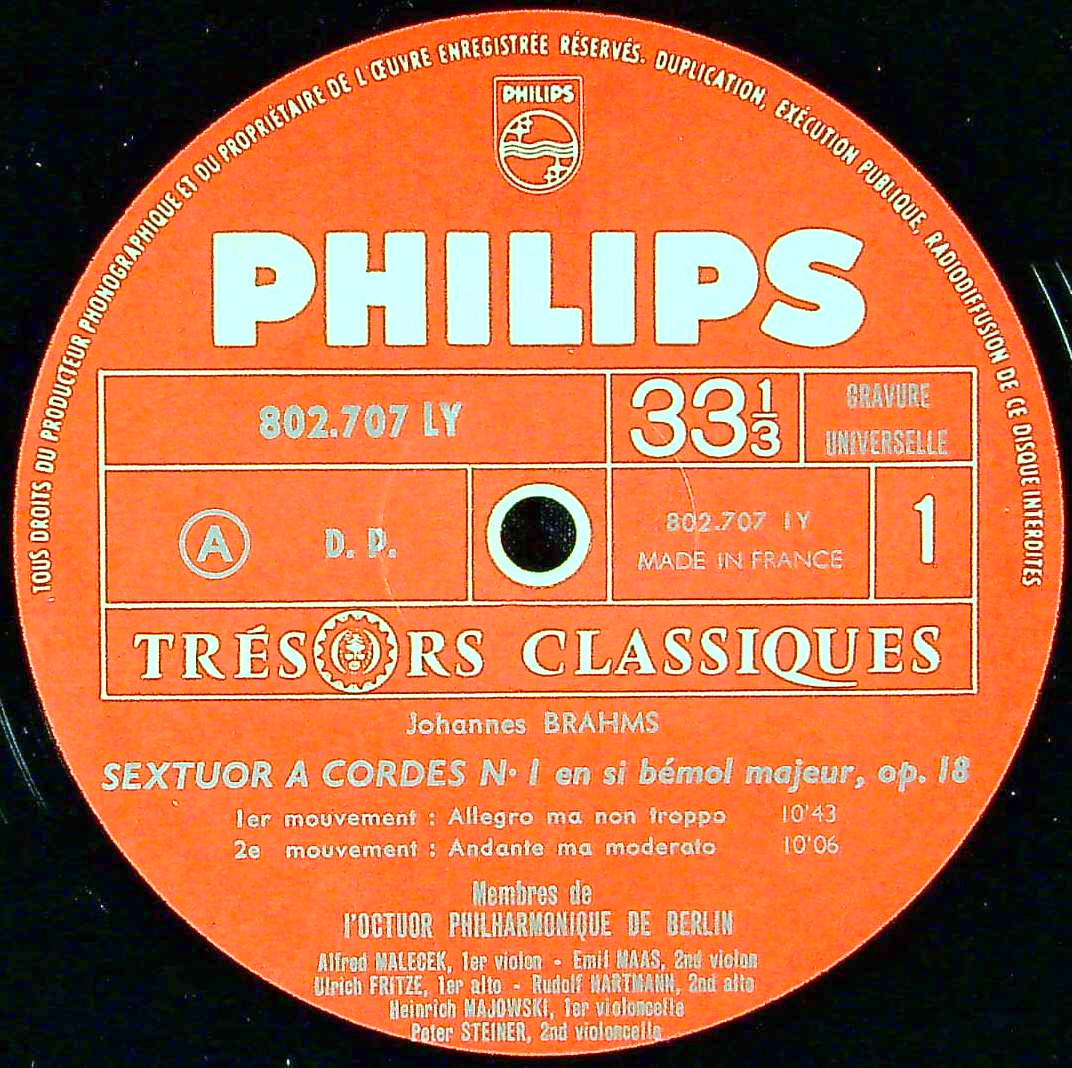 TOUS DROITS DU PRODUCTEUR PHONOGRAPHIQUE ET DU PROPRIÉTAIRE DE L'ŒUVRE ENREGISTRÉE RÉSERVÉS. DUPLICATION, EXÉCUTION PUBLIQUE, RADIODIFFUSION DE CE DISQUE INTERDITES
PHILIPS
PHILIPS
802.707 LY
33 1/3
GRAVURE
UNIVERSELLE
A
D. P.
802.707 LY
MADE IN FRANCE
1
TRÉSORS CLASSIQUES
Johannes BRAHMS
SEXTUOR A CORDES N· 1 en si bémol majeur, op. 18
1er mouvement : Allegro ma non troppo 10'43
2e mouvement : Andante ma moderato 10'06
Membres de
l'OCTUOR PHILHARMONIQUE DE BERLIN
Alfred MALECEK, 1er violon - Emil MAAS, 2nd violon
Ulrich FRITZE, 1er alto - Rudolf HARTMANN, 2nd alto
Heinrich MAJOWSKI, 1er violoncelle
Peter STEINER, 2nd violoncelle